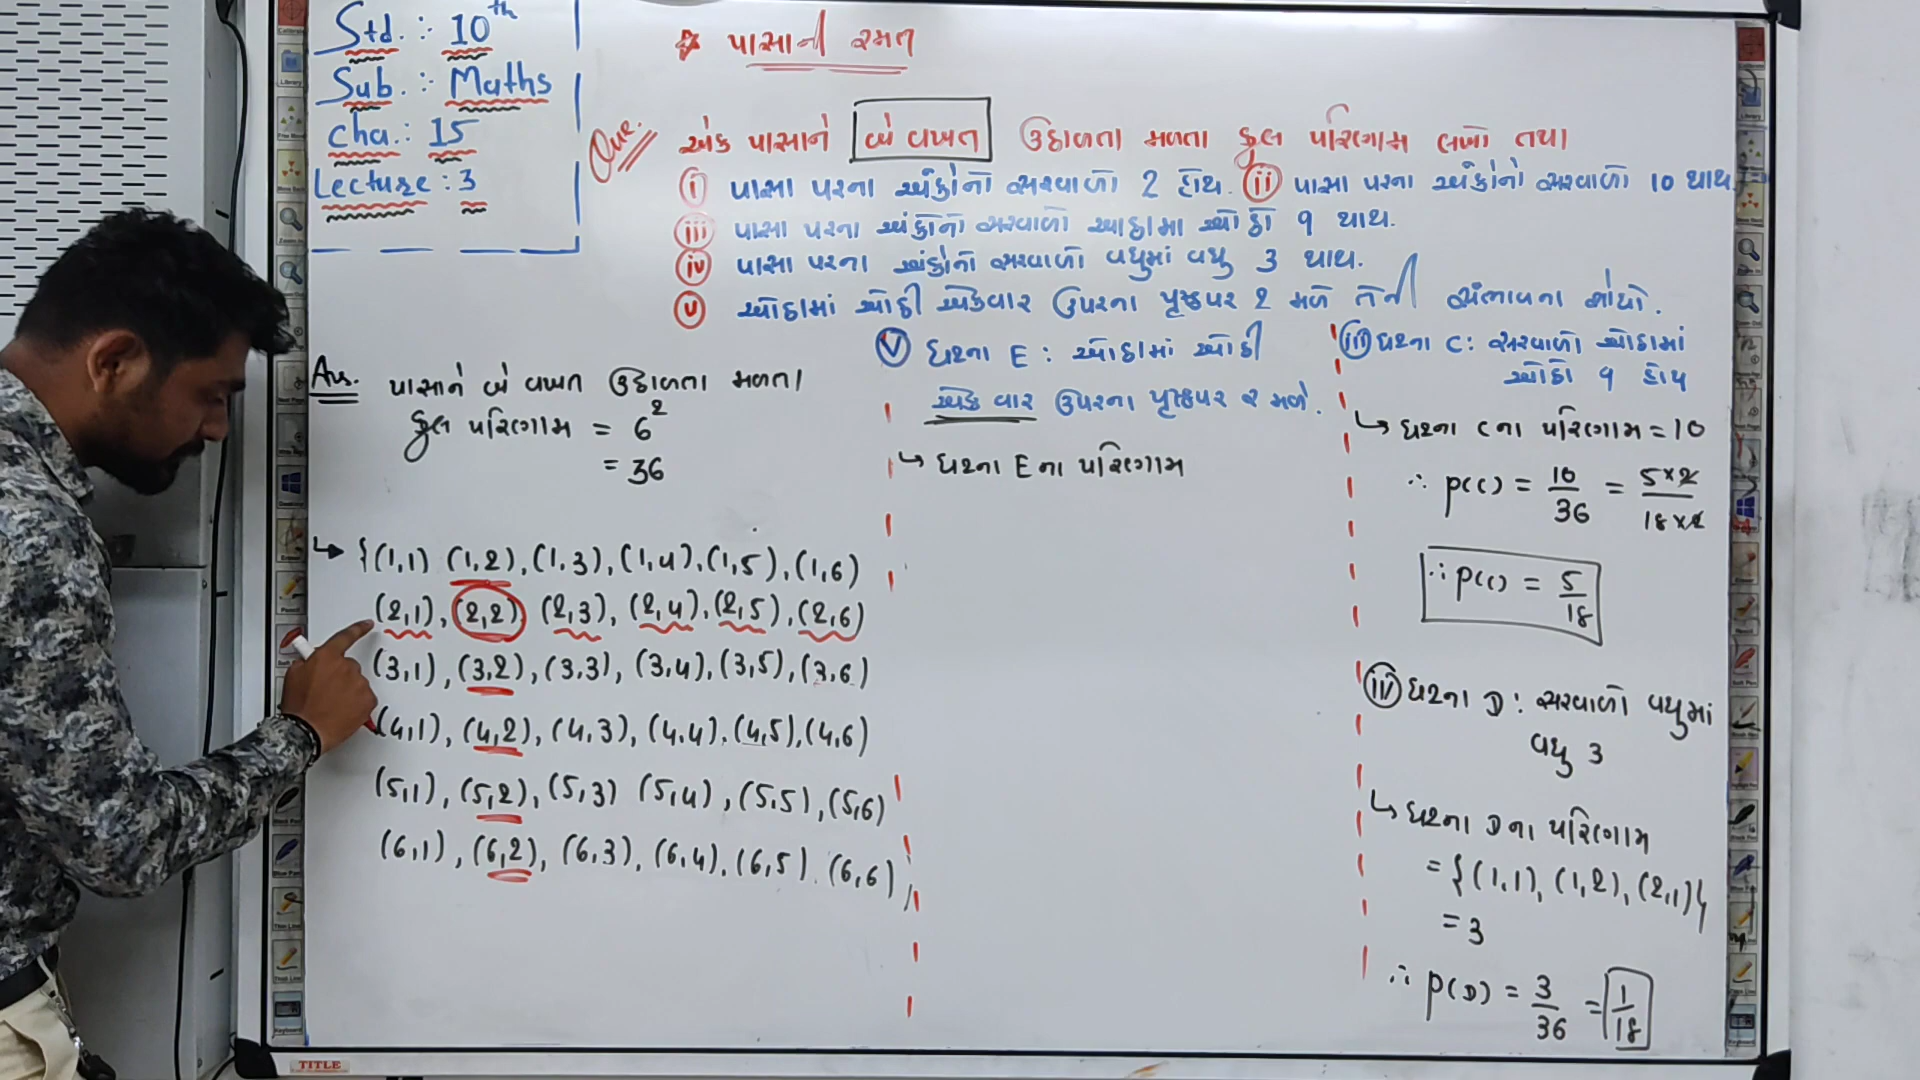 Std. : 10th
Sub. : Maths
cha. : 15
Lecture : 3
☆ પાસાની રમત
Que. એક પાસાને બે વખત ઉછાળતા મળતા કુલ પરિણામ લખો તથા
(i) પાસા પરના અંકોનો સરવાળો 2 હોય. (ii) પાસા પરના અંકોનો સરવાળો 10 થાય.
(iii) પાસા પરના અંકોનો સરવાળો ઓછામાં ઓછો 9 થાય.
(iv) પાસા પરના અંકોનો સરવાળો વધુમાં વધુ 3 થાય.
(v) ઓછામાં ઓછી એકવાર ઉપરના પૃષ્ઠપર 2 મળે તેની સંભાવના શોધો.
Ans. પાસાને બે વખત ઉછાળતા મળતા
કુલ પરિણામ = 6²
= 36
↳ {(1,1) (1,2), (1,3), (1,4), (1,5), (1,6)
(2,1), (2,2) (2,3), (2,4), (2,5), (2,6)
(3,1), (3,2), (3,3), (3,4), (3,5), (3,6)
(4,1), (4,2), (4,3), (4,4), (4,5), (4,6)
(5,1), (5,2), (5,3) (5,4), (5,5), (5,6)
(6,1), (6,2), (6,3), (6,4), (6,5). (6,6)}
(v) ઘટના E : ઓછામાં ઓછી
એક વાર ઉપરના પૃષ્ઠપર 2 મળે.
↳ ઘટના E ના પરિણામ
(iii) ઘટના C : સરવાળો ઓછામાં
ઓછો 9 હોય
↳ ઘટના C ના પરિણામ = 10
∴ P(C) = 10/36 = 5×2/18×2
∴ P(C) = 5/18
(iv) ઘટના D : સરવાળો વધુમાં
વધુ 3
↳ ઘટના D ના પરિણામ
= {(1,1), (1,2), (2,1)}
= 3
∴ P(D) = 3/36 = 1/18
TITLE